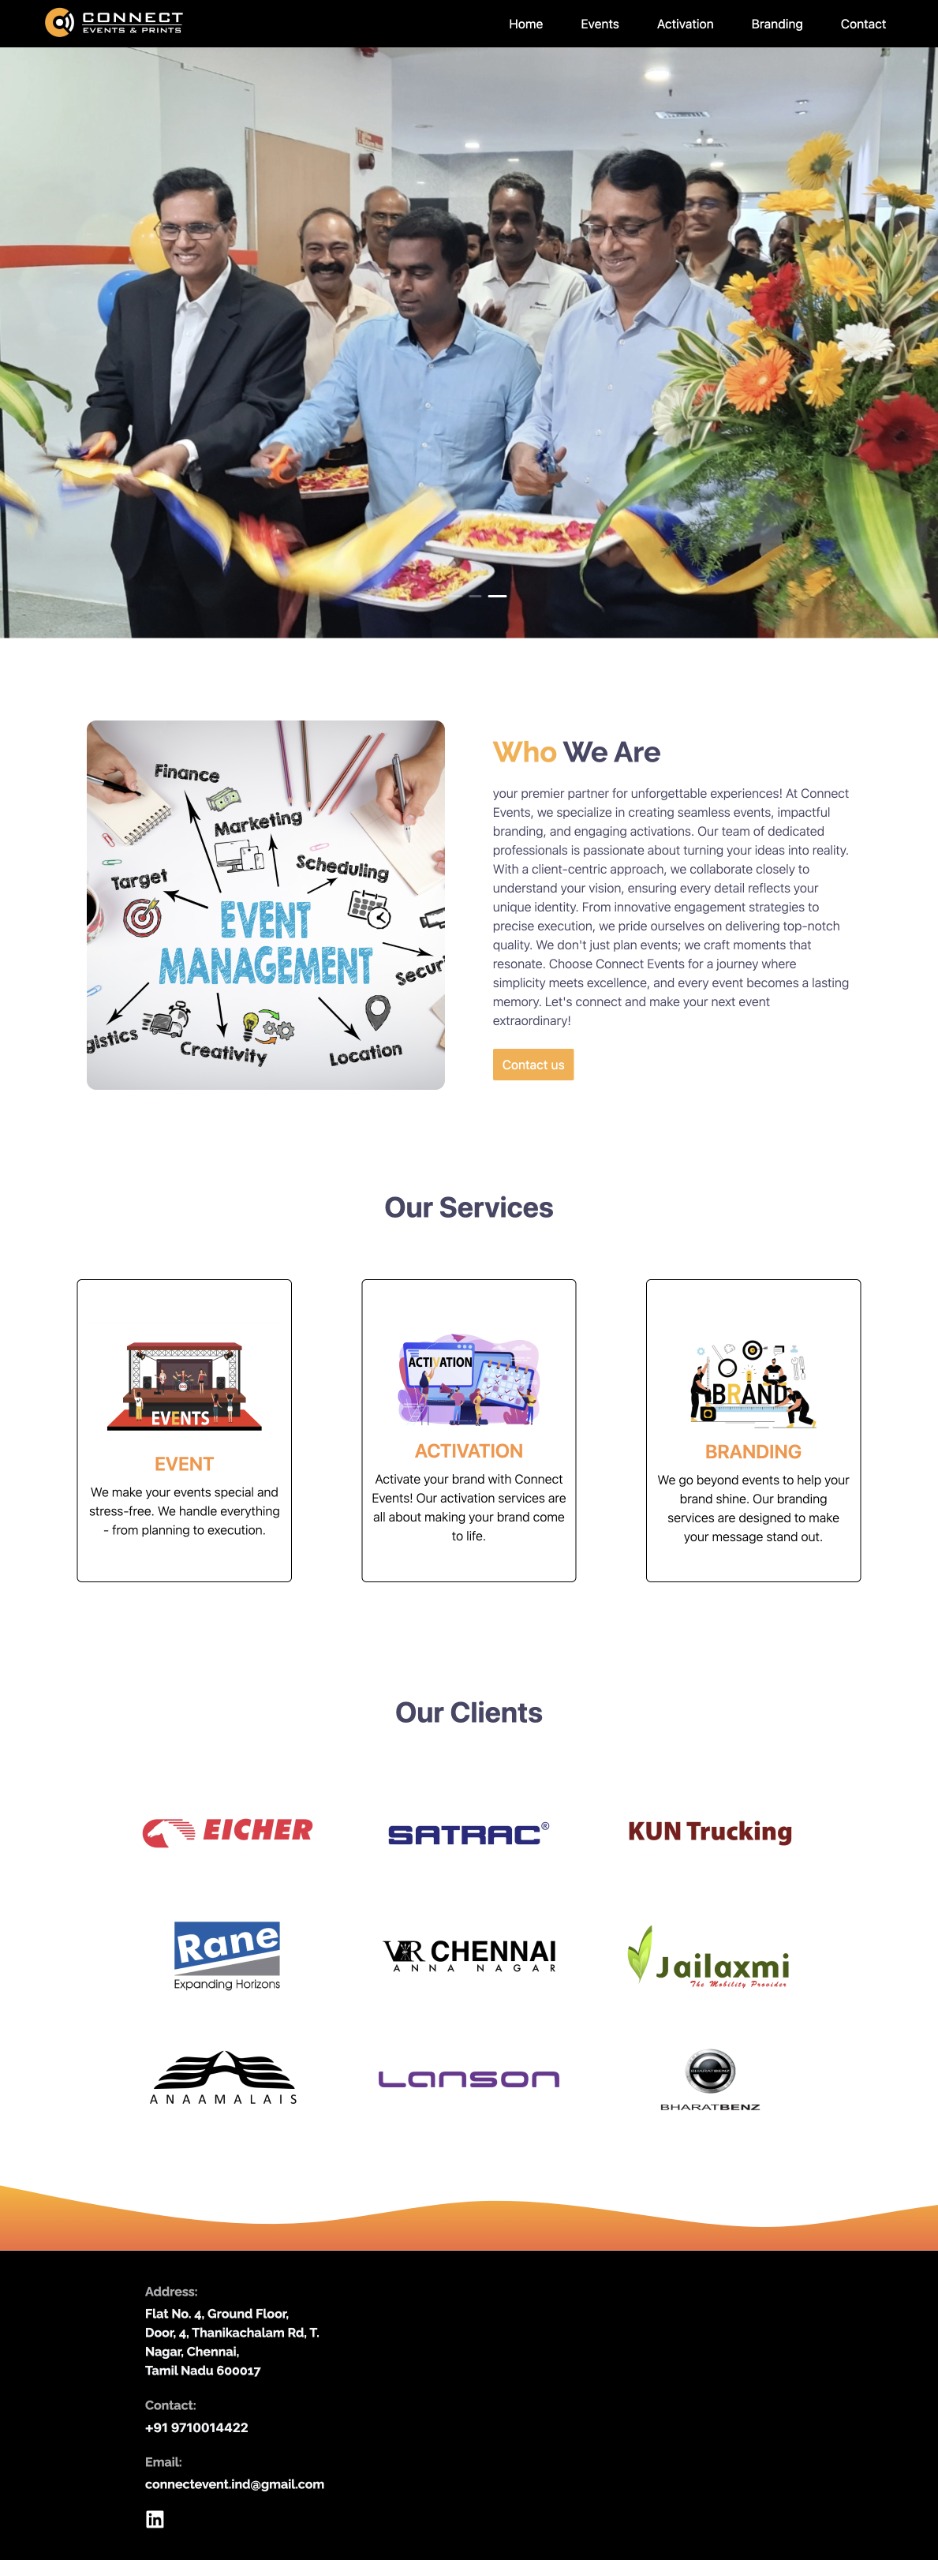 CONNECT
EVENTS & PRINTS
Home
Events
Activation
Branding
Contact
Finance
Marketing
Scheduling
Target
EVENT
MANAGEMENT
Secur
gistics
Creativity
Location
Who We Are
your premier partner for unforgettable experiences! At Connect
Events, we specialize in creating seamless events, impactful
branding, and engaging activations. Our team of dedicated
professionals is passionate about turning your ideas into reality.
With a client-centric approach, we collaborate closely to
understand your vision, ensuring every detail reflects your
unique identity. From innovative engagement strategies to
precise execution, we pride ourselves on delivering top-notch
quality. We don't just plan events; we craft moments that
resonate. Choose Connect Events for a journey where
simplicity meets excellence, and every event becomes a lasting
memory. Let's connect and make your next event
extraordinary!
Contact us
Our Services
EVENTS
EVENT
We make your events special and
stress-free. We handle everything
- from planning to execution.
ACTIVATION
ACTIVATION
Activate your brand with Connect
Events! Our activation services are
all about making your brand come
to life.
BRAND
BRANDING
We go beyond events to help your
brand shine. Our branding
services are designed to make
your message stand out.
Our Clients
EICHER
SATRAC®
KUN Trucking
Rane
Expanding Horizons
VR CHENNAI
ANNA NAGAR
Jailaxmi
The Mobility Provider
ANAAMALAIS
Lanson
BHARATBENZ
Address:
Flat No. 4, Ground Floor,
Door, 4, Thanikachalam Rd, T.
Nagar, Chennai,
Tamil Nadu 600017
Contact:
+91 9710014422
Email:
connectevent.ind@gmail.com
in